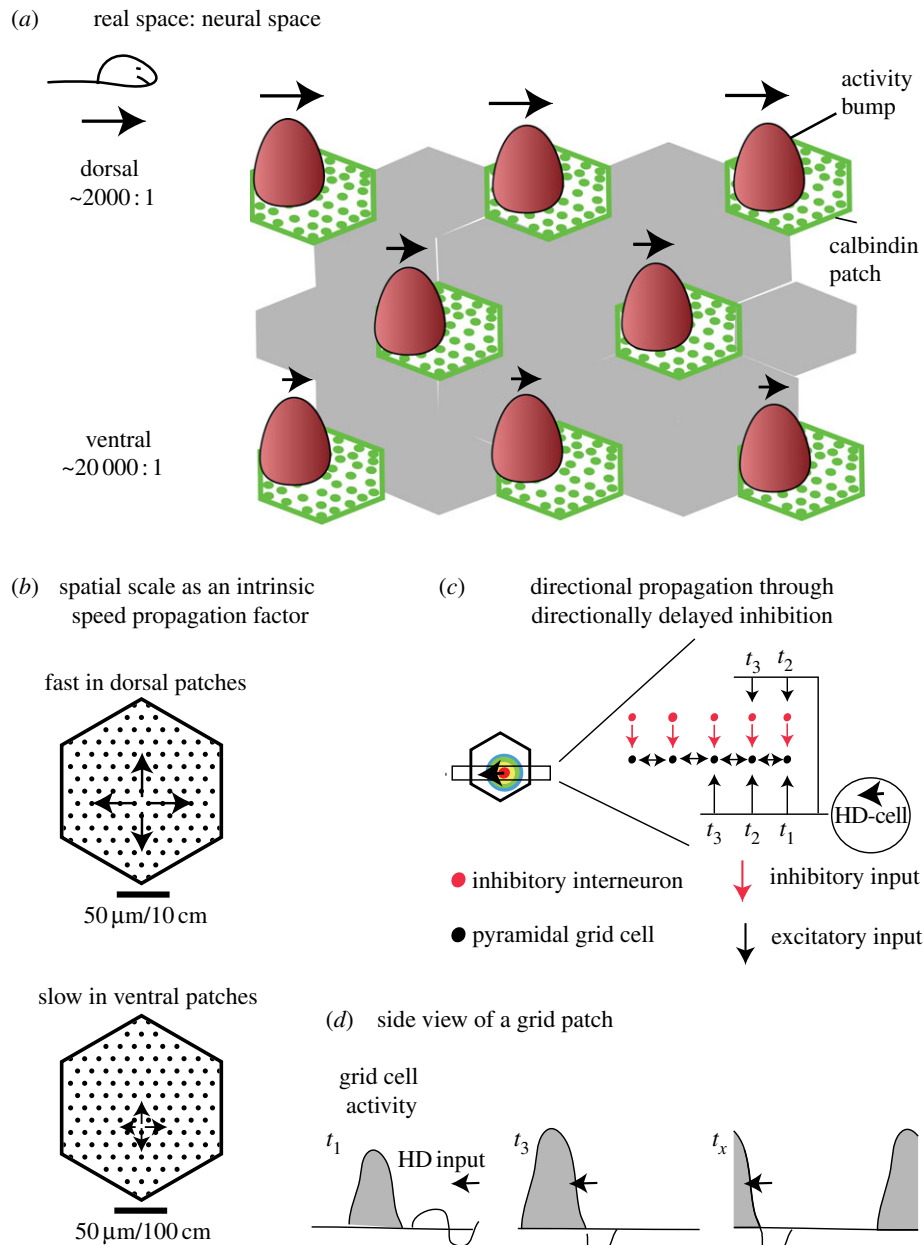 (a) real space: neural space
dorsal
~2000 : 1
activity
bump
calbindin
patch
ventral
~20 000 : 1
(b) spatial scale as an intrinsic
speed propagation factor
fast in dorsal patches
50 µm/10 cm
slow in ventral patches
50 µm/100 cm
(c) directional propagation through
directionally delayed inhibition
t3 t2
t3 t2 t1
HD-cell
inhibitory interneuron
inhibitory input
pyramidal grid cell
excitatory input
(d) side view of a grid patch
grid cell
activity
t1
HD input
t3
tx